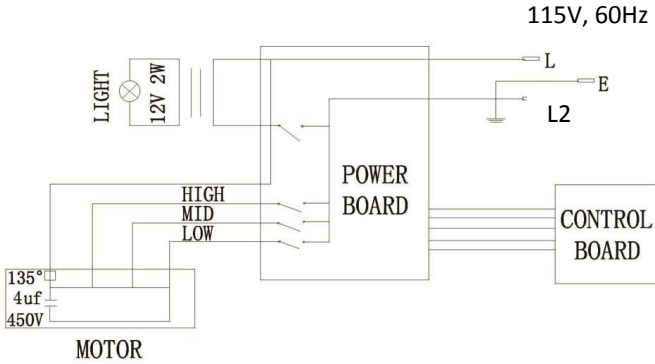 115V, 60Hz
L
E
L2
LIGHT
12V 2W
POWER
BOARD
HIGH
MID
LOW
CONTROL
BOARD
135°
4uf
450V
MOTOR